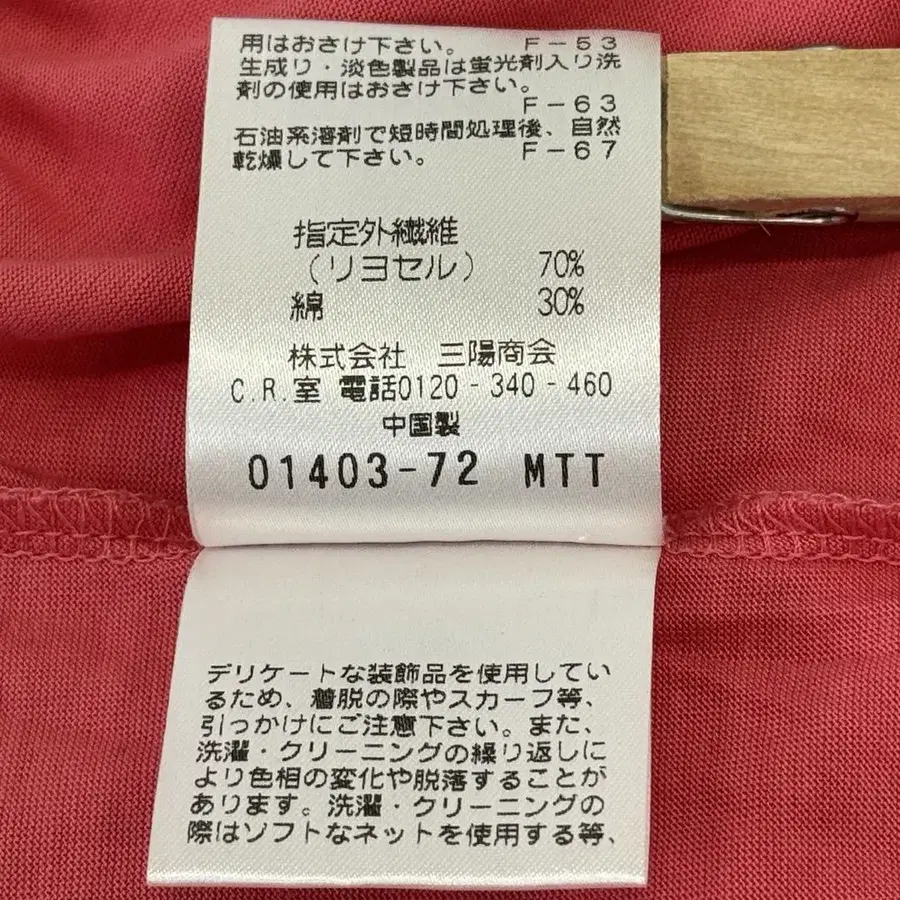 用はおさけ下さい。 F-53
生成り・淡色製品は蛍光剤入り洗
剤の使用はおさけ下さい。
F-63
石油系溶剤で短時間処理後、自然
乾燥して下さい。 F-67
指定外繊維
(リヨセル) 70%
綿 30%
株式会社 三陽商会
C.R.室 電話0120-340-460
中国製
01403-72 MTT
デリケートな装飾品を使用してい
るため、着脱の際やスカーフ等、
引っかけにご注意下さい。また、
洗濯・クリーニングの繰り返しに
より色相の変化や脱落することが
あります。洗濯・クリーニングの
際はソフトなネットを使用する等、